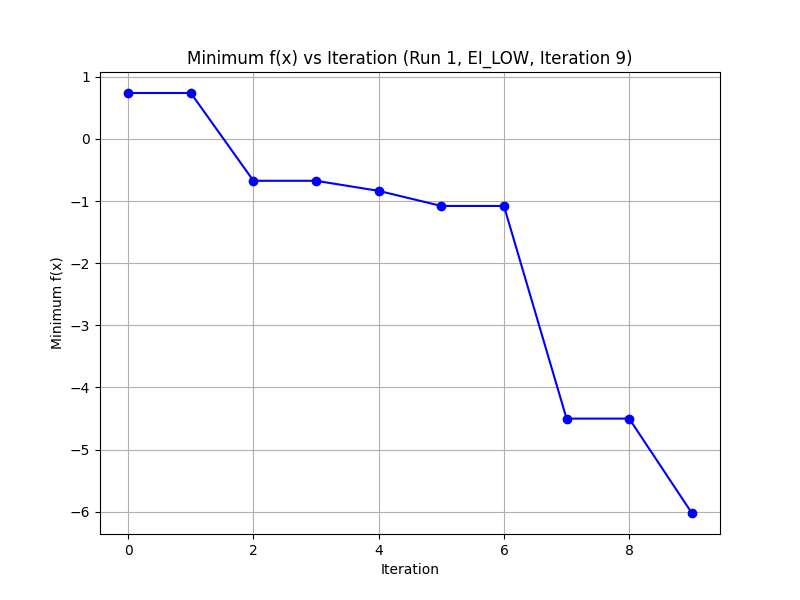 Minimum f(x) vs Iteration (Run 1, EI_LOW, Iteration 9)
1
0
−1
−2
−3
−4
−5
−6
Minimum f(x)
0 2 4 6 8
Iteration